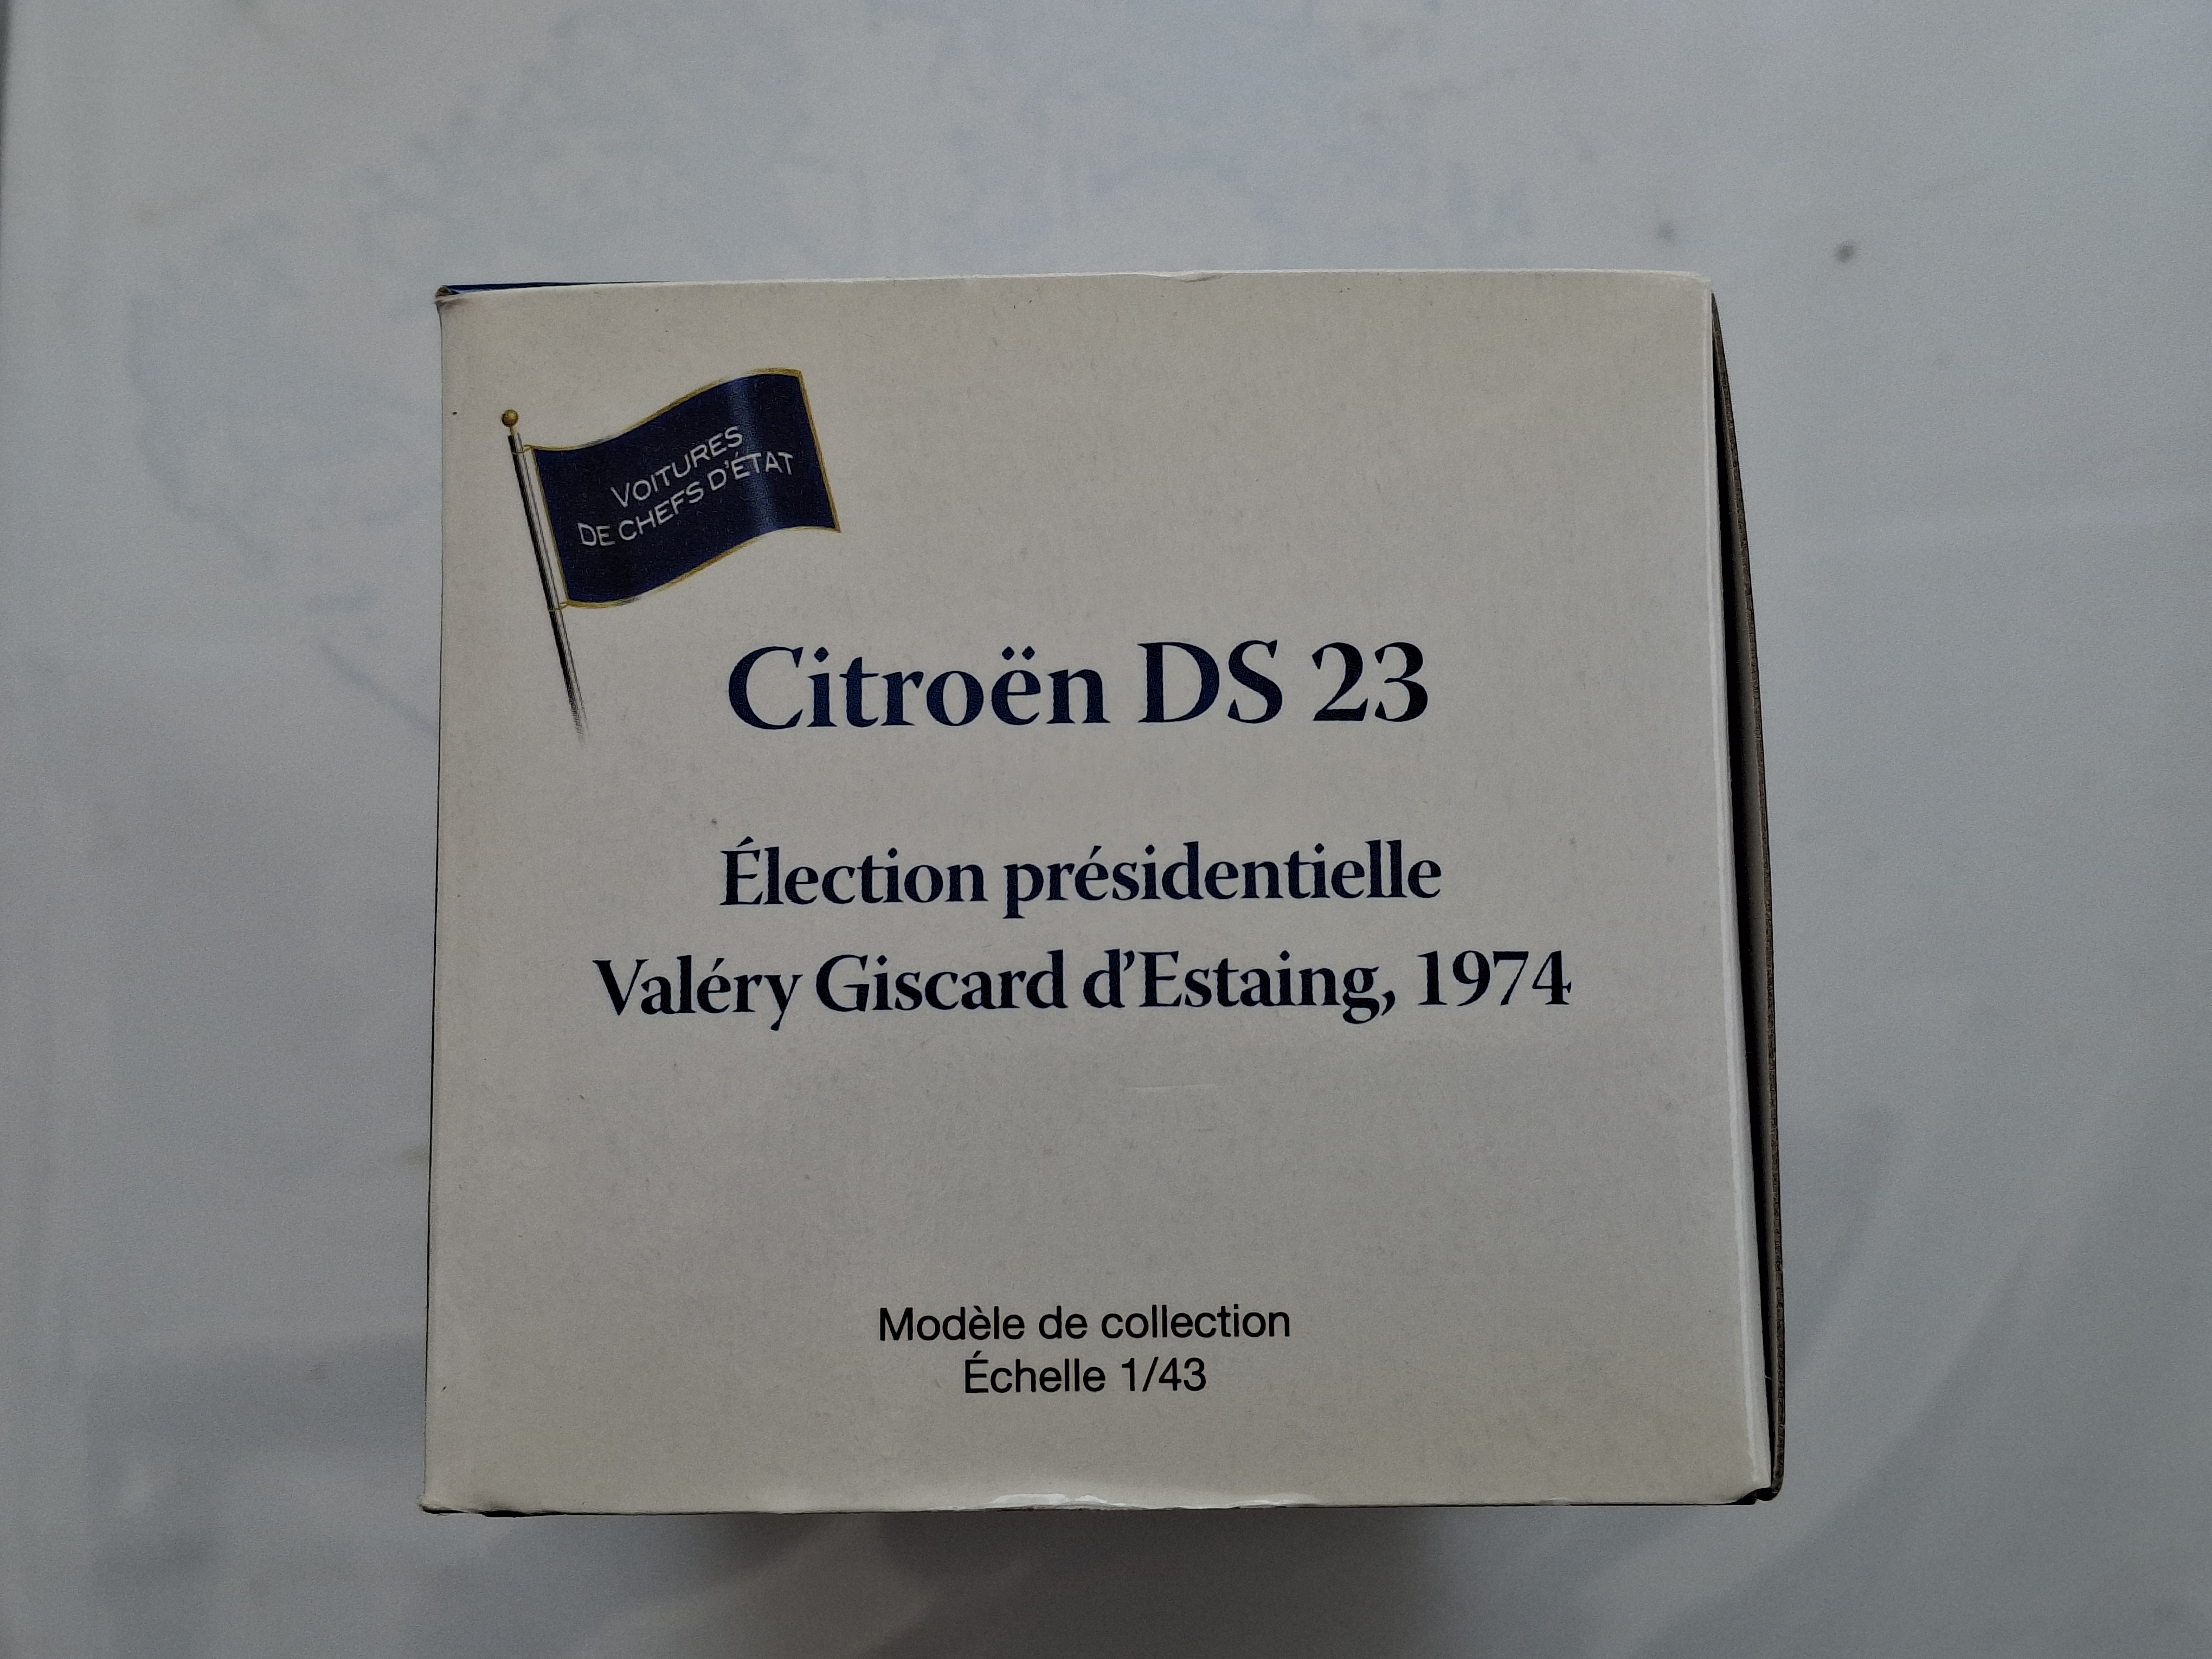 VOITURES
DE CHEFS D'ÉTAT
Citroën DS 23
Élection présidentielle
Valéry Giscard d'Estaing, 1974
Modèle de collection
Échelle 1/43